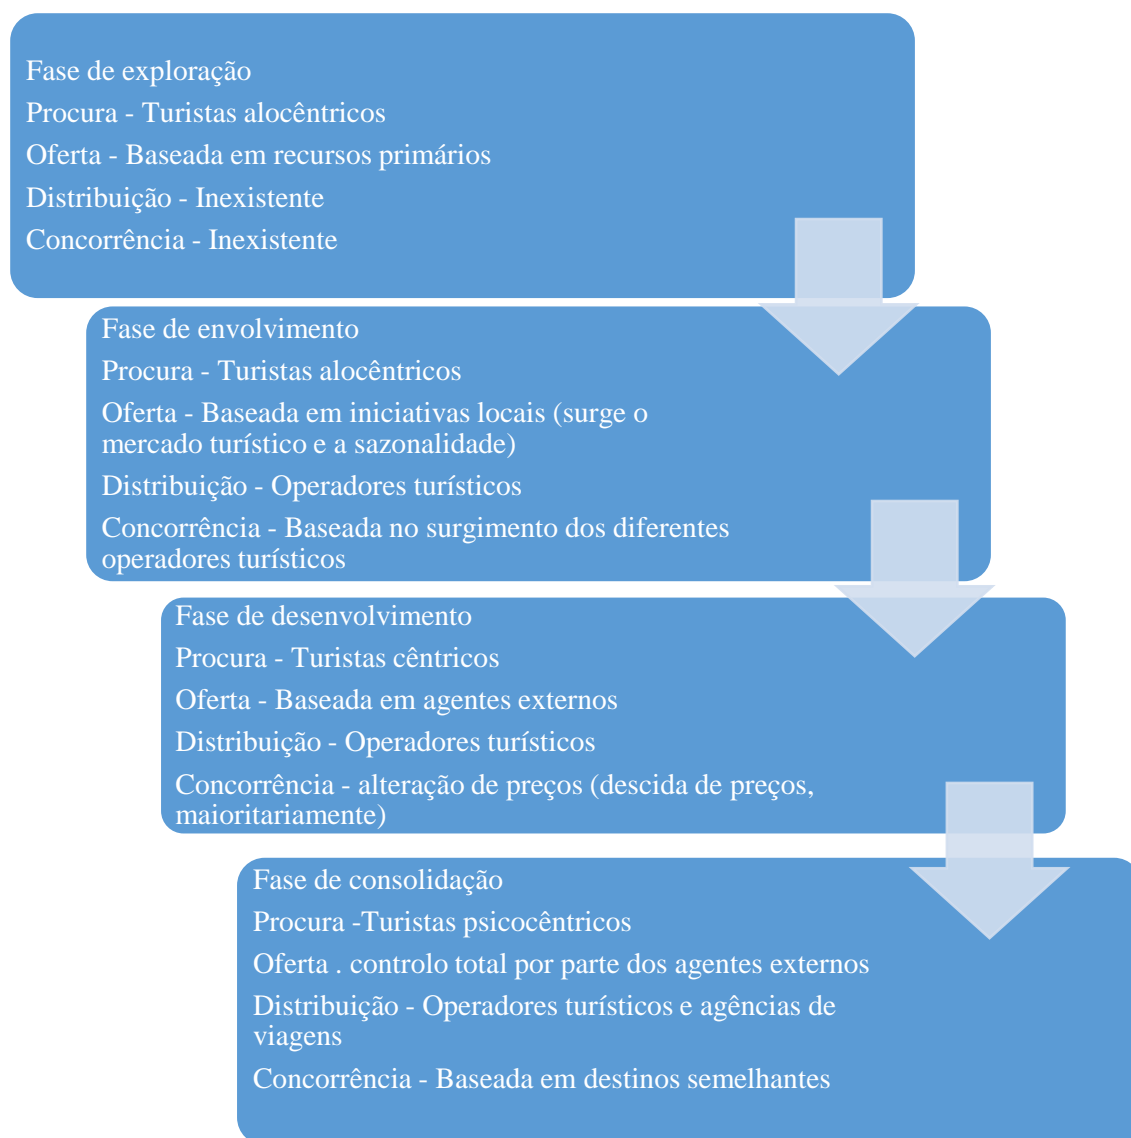 Fase de exploração
Procura - Turistas alocêntricos
Oferta - Baseada em recursos primários
Distribuição - Inexistente
Concorrência - Inexistente
Fase de envolvimento
Procura - Turistas alocêntricos
Oferta - Baseada em iniciativas locais (surge o
mercado turístico e a sazonalidade)
Distribuição - Operadores turísticos
Concorrência - Baseada no surgimento dos diferentes
operadores turísticos
Fase de desenvolvimento
Procura - Turistas cêntricos
Oferta - Baseada em agentes externos
Distribuição - Operadores turísticos
Concorrência - alteração de preços (descida de preços,
maioritariamente)
Fase de consolidação
Procura -Turistas psicocêntricos
Oferta . controlo total por parte dos agentes externos
Distribuição - Operadores turísticos e agências de
viagens
Concorrência - Baseada em destinos semelhantes